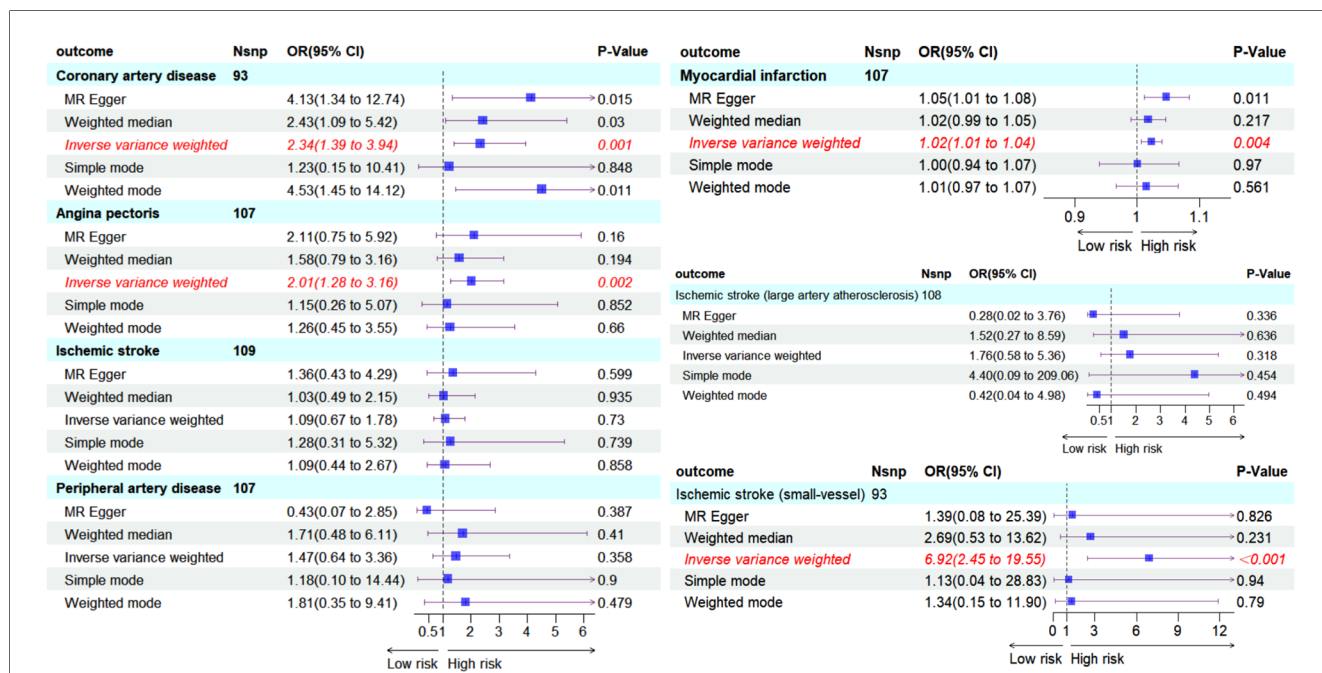 outcome Nsnp OR(95% CI) P-Value
Coronary artery disease 93
MR Egger 4.13(1.34 to 12.74) 0.015
Weighted median 2.43(1.09 to 5.42) 0.03
Inverse variance weighted 2.34(1.39 to 3.94) 0.001
Simple mode 1.23(0.15 to 10.41) 0.848
Weighted mode 4.53(1.45 to 14.12) 0.011
Angina pectoris 107
MR Egger 2.11(0.75 to 5.92) 0.16
Weighted median 1.58(0.79 to 3.16) 0.194
Inverse variance weighted 2.01(1.28 to 3.16) 0.002
Simple mode 1.15(0.26 to 5.07) 0.852
Weighted mode 1.26(0.45 to 3.55) 0.66
Ischemic stroke 109
MR Egger 1.36(0.43 to 4.29) 0.599
Weighted median 1.03(0.49 to 2.15) 0.935
Inverse variance weighted 1.09(0.67 to 1.78) 0.73
Simple mode 1.28(0.31 to 5.32) 0.739
Weighted mode 1.09(0.44 to 2.67) 0.858
Peripheral artery disease 107
MR Egger 0.43(0.07 to 2.85) 0.387
Weighted median 1.71(0.48 to 6.11) 0.41
Inverse variance weighted 1.47(0.64 to 3.36) 0.358
Simple mode 1.18(0.10 to 14.44) 0.9
Weighted mode 1.81(0.35 to 9.41) 0.479
0.5 1 2 3 4 5 6
Low risk High risk
outcome Nsnp OR(95% CI) P-Value
Myocardial infarction 107
MR Egger 1.05(1.01 to 1.08) 0.011
Weighted median 1.02(0.99 to 1.05) 0.217
Inverse variance weighted 1.02(1.01 to 1.04) 0.004
Simple mode 1.00(0.94 to 1.07) 0.97
Weighted mode 1.01(0.97 to 1.07) 0.561
0.9 1 1.1
Low risk High risk
outcome Nsnp OR(95% CI) P-Value
Ischemic stroke (large artery atherosclerosis) 108
MR Egger 0.28(0.02 to 3.76) 0.336
Weighted median 1.52(0.27 to 8.59) 0.636
Inverse variance weighted 1.76(0.58 to 5.36) 0.318
Simple mode 4.40(0.09 to 209.06) 0.454
Weighted mode 0.42(0.04 to 4.98) 0.494
0.5 1 2 3 4 5 6
Low risk High risk
outcome Nsnp OR(95% CI) P-Value
Ischemic stroke (small-vessel) 93
MR Egger 1.39(0.08 to 25.39) 0.826
Weighted median 2.69(0.53 to 13.62) 0.231
Inverse variance weighted 6.92(2.45 to 19.55) <0.001
Simple mode 1.13(0.04 to 28.83) 0.94
Weighted mode 1.34(0.15 to 11.90) 0.79
0 1 3 6 9 12
Low risk High risk